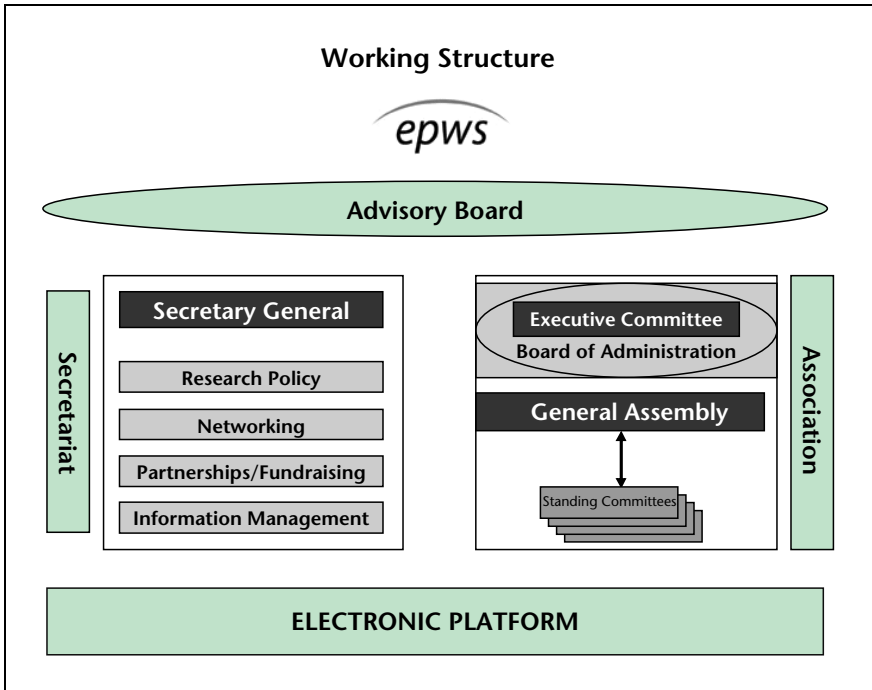 Working Structure
epws
Advisory Board
Secretariat
Secretary General
Research Policy
Networking
Partnerships/Fundraising
Information Management
Executive Committee
Board of Administration
General Assembly
Standing Committees
Association
ELECTRONIC PLATFORM